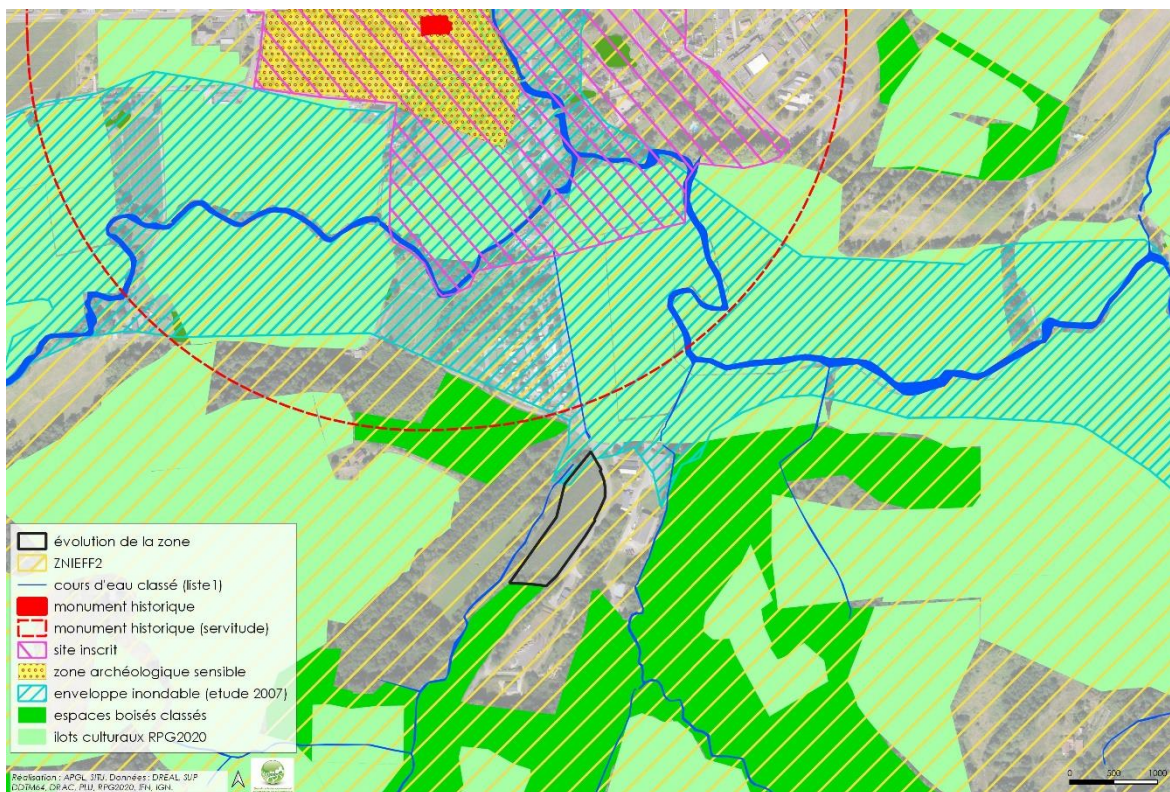 évolution de la zone
ZNIEFF2
cours d'eau classé (liste1)
monument historique
monument historique (servitude)
site inscrit
zone archéologique sensible
enveloppe inondable (etude 2007)
espaces boisés classés
ilots culturaux RPG2020
Réalisation : APGL, SITU, Données : DREAL, SUP
DDTM64, DRAC, PLU, RPG2020, IFN, IGN.
0 500 1000